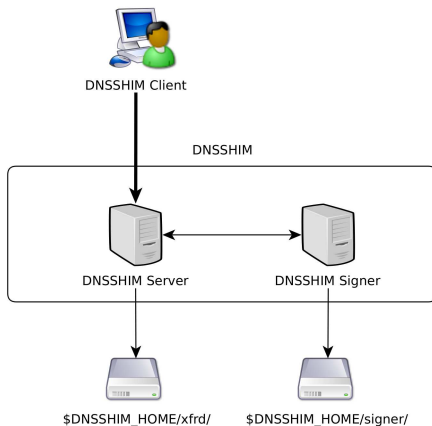 DNSSHIM Client
DNSSHIM
DNSSHIM Server
DNSSHIM Signer
$DNSSHIM_HOME/xfrd/
$DNSSHIM_HOME/signer/